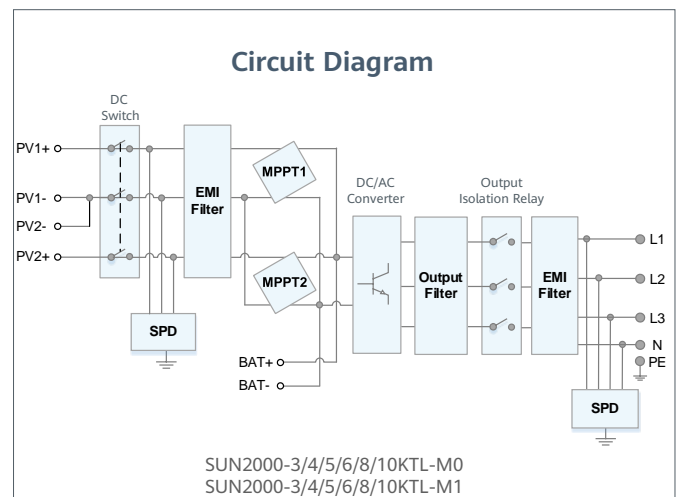 Circuit Diagram
DC
Switch
PV1+
PV1-
PV2-
PV2+
EMI
Filter
MPPT1
MPPT2
SPD
BAT+
BAT-
DC/AC
Converter
Output
Filter
Output
Isolation Relay
EMI
Filter
L1
L2
L3
N
PE
SPD
SUN2000-3/4/5/6/8/10KTL-M0
SUN2000-3/4/5/6/8/10KTL-M1